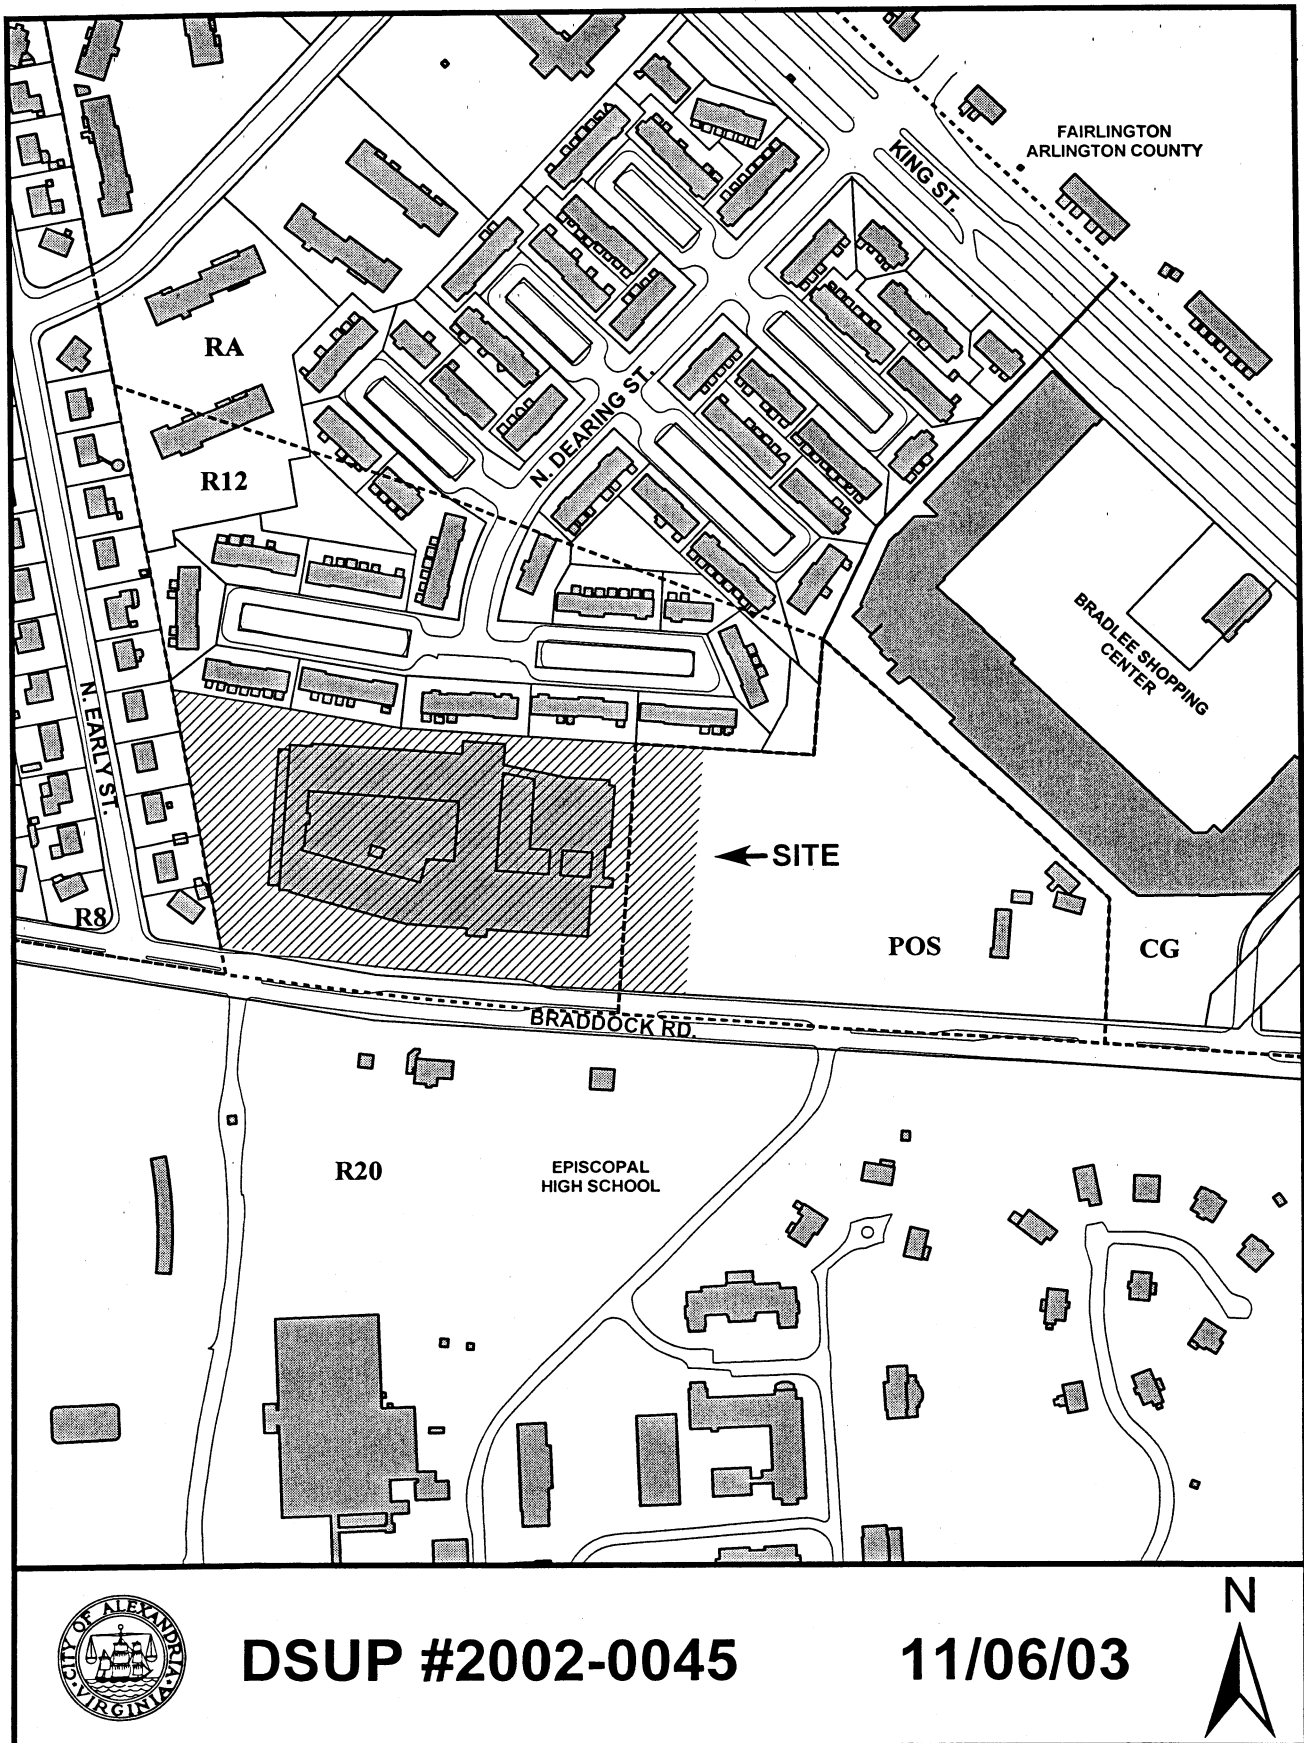 FAIRLINGTON
ARLINGTON COUNTY
KING ST.
RA
N. DEARING ST.
R12
BRADLEE SHOPPING
CENTER
N. EARLY ST.
SITE
R8
POS
CG
BRADDOCK RD.
R20
EPISCOPAL
HIGH SCHOOL
CITY OF ALEXANDRIA
VIRGINIA
DSUP #2002-0045
11/06/03
N